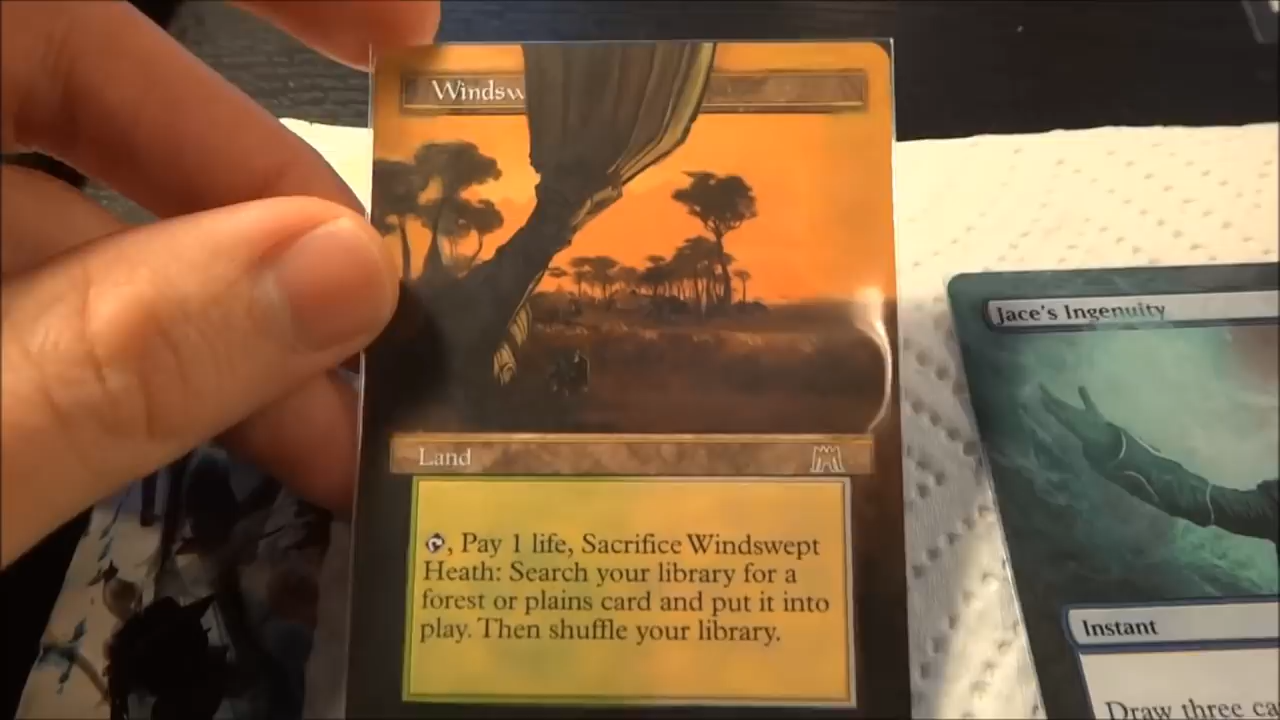 Windsw
Land
, Pay 1 life, Sacrifice Windswept
Heath: Search your library for a
forest or plains card and put it into
play. Then shuffle your library.
Jace's Ingenuity
Instant
Draw three ca